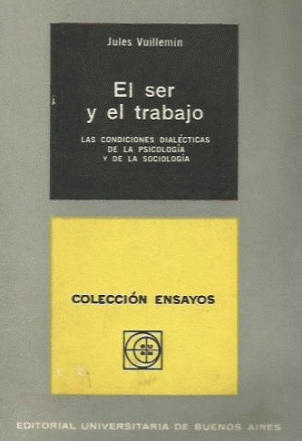 Jules Vuillemin
El ser
y el trabajo
LAS CONDICIONES DIALÉCTICAS
DE LA PSICOLOGÍA
Y DE LA SOCIOLOGÍA
COLECCIÓN ENSAYOS
EDITORIAL UNIVERSITARIA DE BUENOS AIRES